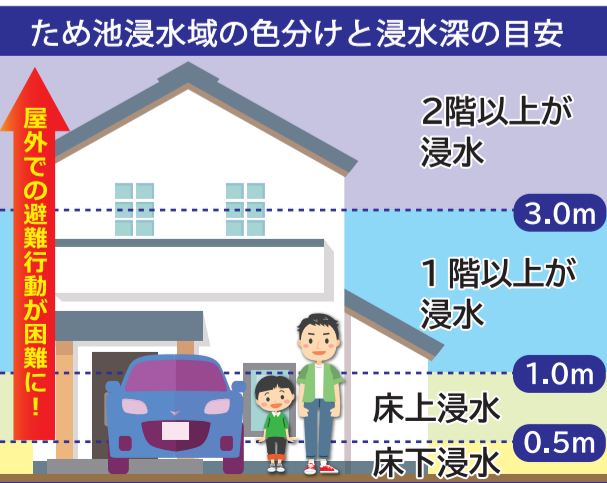 ため池浸水域の色分けと浸水深の目安
屋外での避難行動が困難に！
2階以上が
浸水
3.0m
1階以上が
浸水
1.0m
床上浸水
0.5m
床下浸水